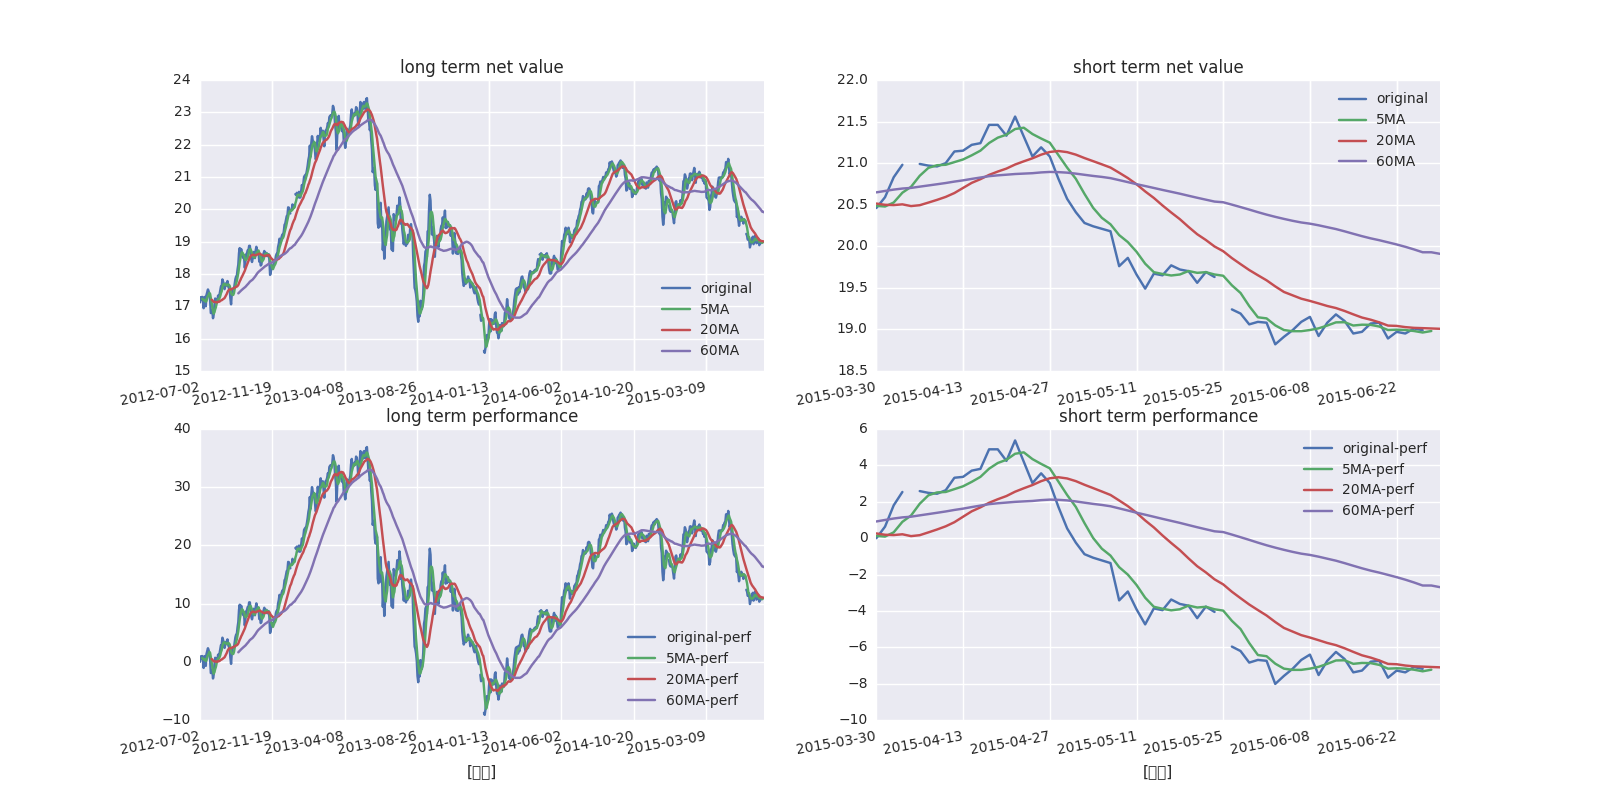 long term net value
24
23
22
21
20
19
18
17
16
15
original
5MA
20MA
60MA
2012-07-02 2012-11-19 2013-04-08 2013-08-26 2014-01-13 2014-06-02 2014-10-20 2015-03-09
short term net value
22.0
21.5
21.0
20.5
20.0
19.5
19.0
18.5
original
5MA
20MA
60MA
2015-03-30 2015-04-13 2015-04-27 2015-05-11 2015-05-25 2015-06-08 2015-06-22
long term performance
40
30
20
10
0
−10
original-perf
5MA-perf
20MA-perf
60MA-perf
2012-07-02 2012-11-19 2013-04-08 2013-08-26 2014-01-13 2014-06-02 2014-10-20 2015-03-09
short term performance
6
4
2
0
−2
−4
−6
−8
−10
original-perf
5MA-perf
20MA-perf
60MA-perf
2015-03-30 2015-04-13 2015-04-27 2015-05-11 2015-05-25 2015-06-08 2015-06-22